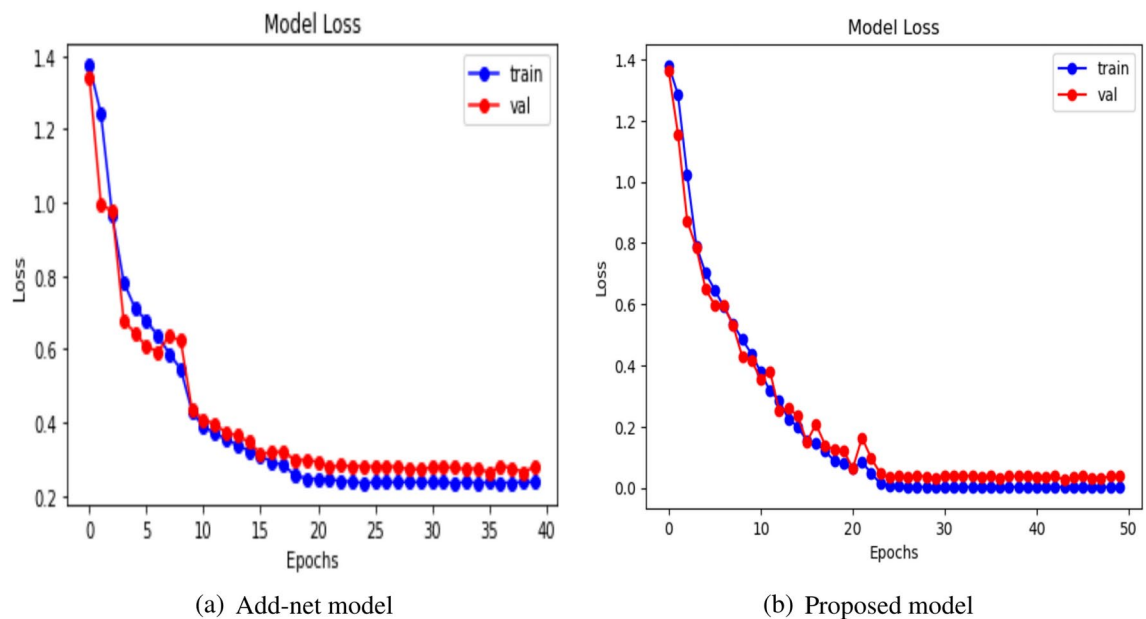 Model Loss
1.4
1.2
1.0
0.8
0.6
0.4
0.2
Loss
train
val
0 5 10 15 20 25 30 35 40
Epochs
(a) Add-net model
Model Loss
1.4
1.2
1.0
0.8
0.6
0.4
0.2
0.0
Loss
train
val
0 10 20 30 40 50
Epochs
(b) Proposed model